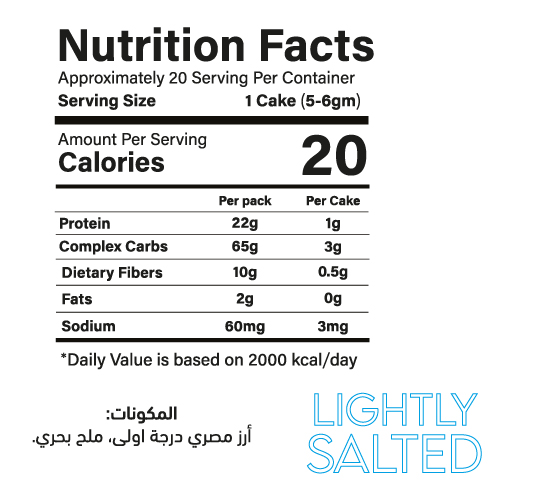 Nutrition Facts
Approximately 20 Serving Per Container
Serving Size 1 Cake (5-6gm)
Amount Per Serving
Calories 20
Per pack Per Cake
Protein 22g 1g
Complex Carbs 65g 3g
Dietary Fibers 10g 0.5g
Fats 2g 0g
Sodium 60mg 3mg
*Daily Value is based on 2000 kcal/day
المكونات:
أرز مصري درجة اولى، ملح بحري.
LIGHTLY
SALTED